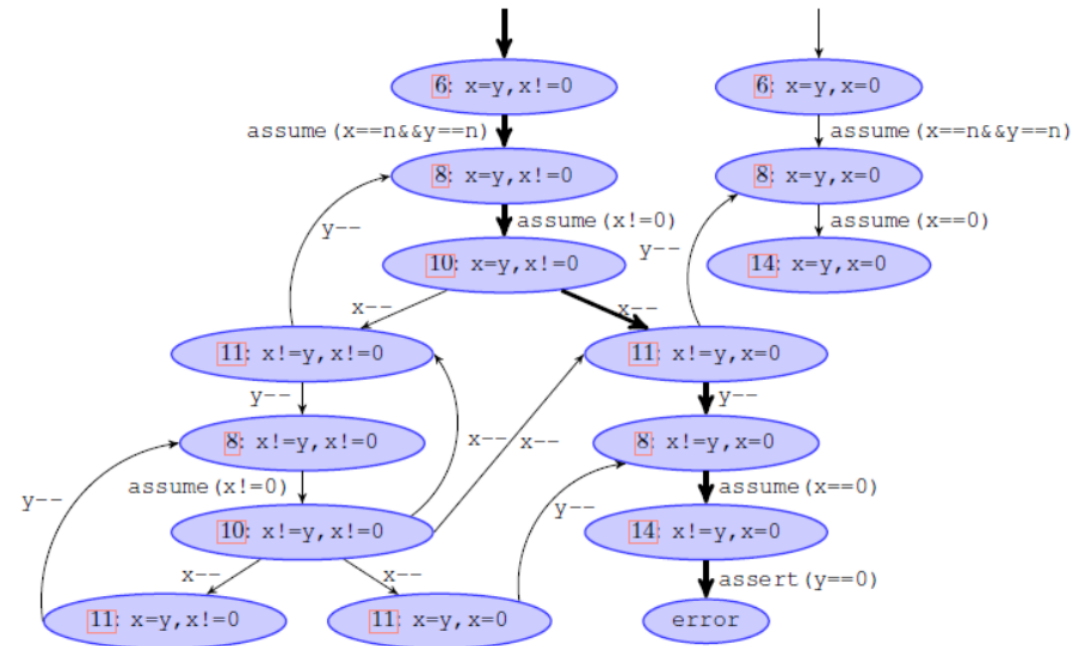 6: x=y,x!=0 6: x=y,x=0
assume(x==n&&y==n) assume(x==n&&y==n)
8: x=y,x!=0 8: x=y,x=0
y-- assume(x!=0) y-- assume(x==0)
10: x=y,x!=0 14: x=y,x=0
x-- x--
11: x!=y,x!=0 11: x!=y,x=0
y-- y--
8: x!=y,x!=0 x-- x-- 8: x!=y,x=0
y-- assume(x!=0) y-- assume(x==0)
10: x!=y,x!=0 14: x!=y,x=0
x-- x-- assert(y==0)
11: x=y,x!=0 11: x=y,x=0 error